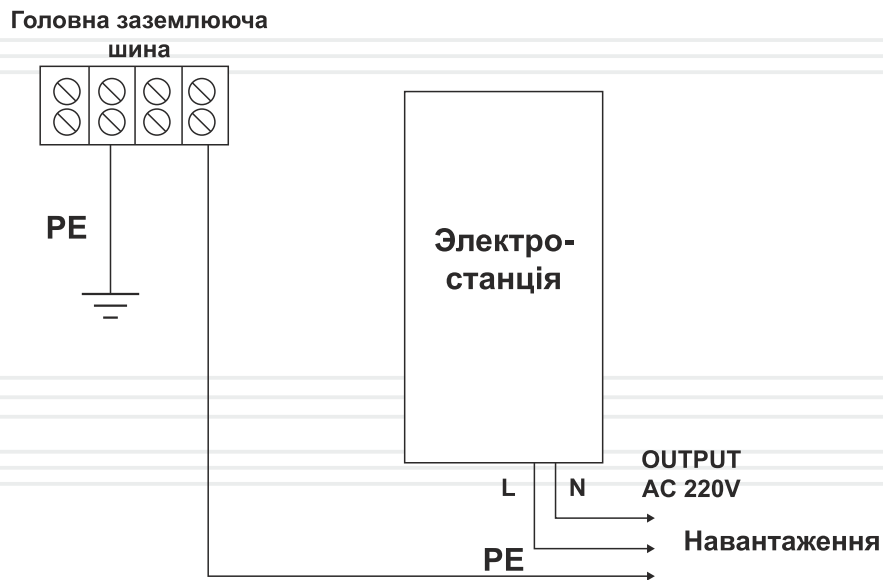 Головна заземлююча
шина
PE
Электро-
станція
L
N
OUTPUT
AC 220V
Навантаження
PE